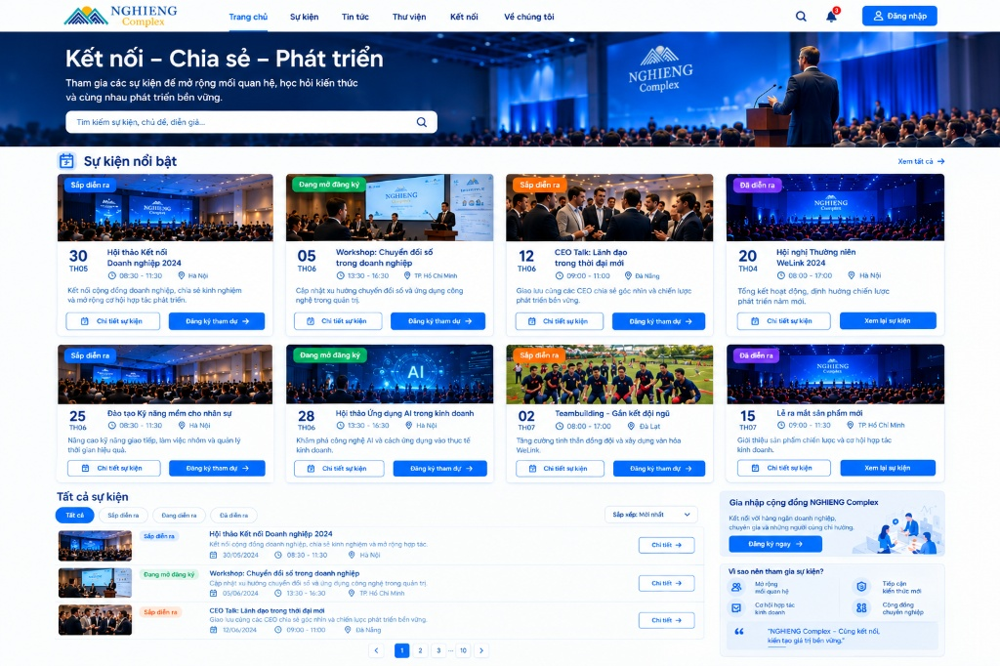 NGHIENG
Complex
Trang chủ
Sự kiện
Tin tức
Thư viện
Kết nối
Về chúng tôi
3
Đăng nhập
Kết nối – Chia sẻ – Phát triển
Tham gia các sự kiện để mở rộng mối quan hệ, học hỏi kiến thức
và cùng nhau phát triển bền vững.
Tìm kiếm sự kiện, chủ đề, diễn giả...
NGHIENG
Complex
Sự kiện nổi bật
Xem tất cả →
Sắp diễn ra
NGHIENG
30
TH05
Hội thảo Kết nối
Doanh nghiệp 2024
08:30 - 11:30
Hà Nội
Kết nối cộng đồng doanh nghiệp, chia sẻ kinh nghiệm
và mở rộng cơ hội hợp tác phát triển.
Chi tiết sự kiện
Đăng ký tham dự →
Đang mở đăng ký
NGHIENG
05
TH06
Workshop: Chuyển đổi số
trong doanh nghiệp
13:30 - 16:30
TP. Hồ Chí Minh
Cập nhật xu hướng chuyển đổi số và ứng dụng công
nghệ trong quản trị.
Chi tiết sự kiện
Đăng ký tham dự →
Sắp diễn ra
12
TH06
CEO Talk: Lãnh đạo
trong thời đại mới
09:00 - 11:00
Đà Nẵng
Giao lưu cùng các CEO chia sẻ góc nhìn và chiến lược
phát triển bền vững.
Chi tiết sự kiện
Đăng ký tham dự →
Đã diễn ra
NGHIENG
Complex
20
TH04
Hội nghị Thường niên
WeLink 2024
08:00 - 17:00
Hà Nội
Tổng kết hoạt động, định hướng chiến lược
phát triển năm mới.
Chi tiết sự kiện
Xem lại sự kiện
Sắp diễn ra
25
TH06
Đào tạo Kỹ năng mềm cho nhân sự
08:30 - 11:30
Hà Nội
Nâng cao kỹ năng giao tiếp, làm việc nhóm và quản lý
thời gian hiệu quả.
Chi tiết sự kiện
Đăng ký tham dự →
Đang mở đăng ký
AI
28
TH06
Hội thảo Ứng dụng AI trong kinh doanh
13:30 - 16:30
Hà Nội
Khám phá công nghệ AI và cách ứng dụng vào thực tế
kinh doanh.
Chi tiết sự kiện
Đăng ký tham dự →
Sắp diễn ra
02
TH07
Teambuilding - Gắn kết đội ngũ
08:00 - 17:00
Đà Lạt
Tăng cường tinh thần đồng đội và xây dựng văn hóa
WeLink.
Chi tiết sự kiện
Đăng ký tham dự →
Đã diễn ra
NGHIENG
Complex
15
TH07
Lễ ra mắt sản phẩm mới
09:00 - 11:30
TP. Hồ Chí Minh
Giới thiệu sản phẩm chiến lược và cơ hội hợp tác
kinh doanh.
Chi tiết sự kiện
Xem lại sự kiện
Tất cả sự kiện
Tất cả
Sắp diễn ra
Đang diễn ra
Đã diễn ra
Sắp xếp: Mới nhất
Sắp diễn ra
Hội thảo Kết nối Doanh nghiệp 2024
Kết nối cộng đồng doanh nghiệp, chia sẻ kinh nghiệm và mở rộng hợp tác.
30/05/2024
08:30 - 11:30
Hà Nội
Chi tiết →
Đang mở đăng ký
Workshop: Chuyển đổi số trong doanh nghiệp
Cập nhật xu hướng chuyển đổi số và ứng dụng công nghệ trong quản trị.
05/06/2024
13:30 - 16:30
TP. Hồ Chí Minh
Chi tiết →
Sắp diễn ra
CEO Talk: Lãnh đạo trong thời đại mới
Giao lưu cùng các CEO chia sẻ góc nhìn và chiến lược phát triển bền vững.
12/06/2024
09:00 - 11:00
Đà Nẵng
Chi tiết →
1 2 3 ... 10
Gia nhập cộng đồng NGHIENG Complex
Kết nối với hàng ngàn doanh nghiệp,
chuyên gia và những người cùng chí hướng.
Đăng ký ngay →
Vì sao nên tham gia sự kiện?
Mở rộng
mối quan hệ
Tiếp cận
kiến thức mới
Cơ hội hợp tác
kinh doanh
Cộng đồng
chuyên nghiệp
"NGHIENG Complex – Cùng kết nối,
kiến tạo giá trị bền vững."